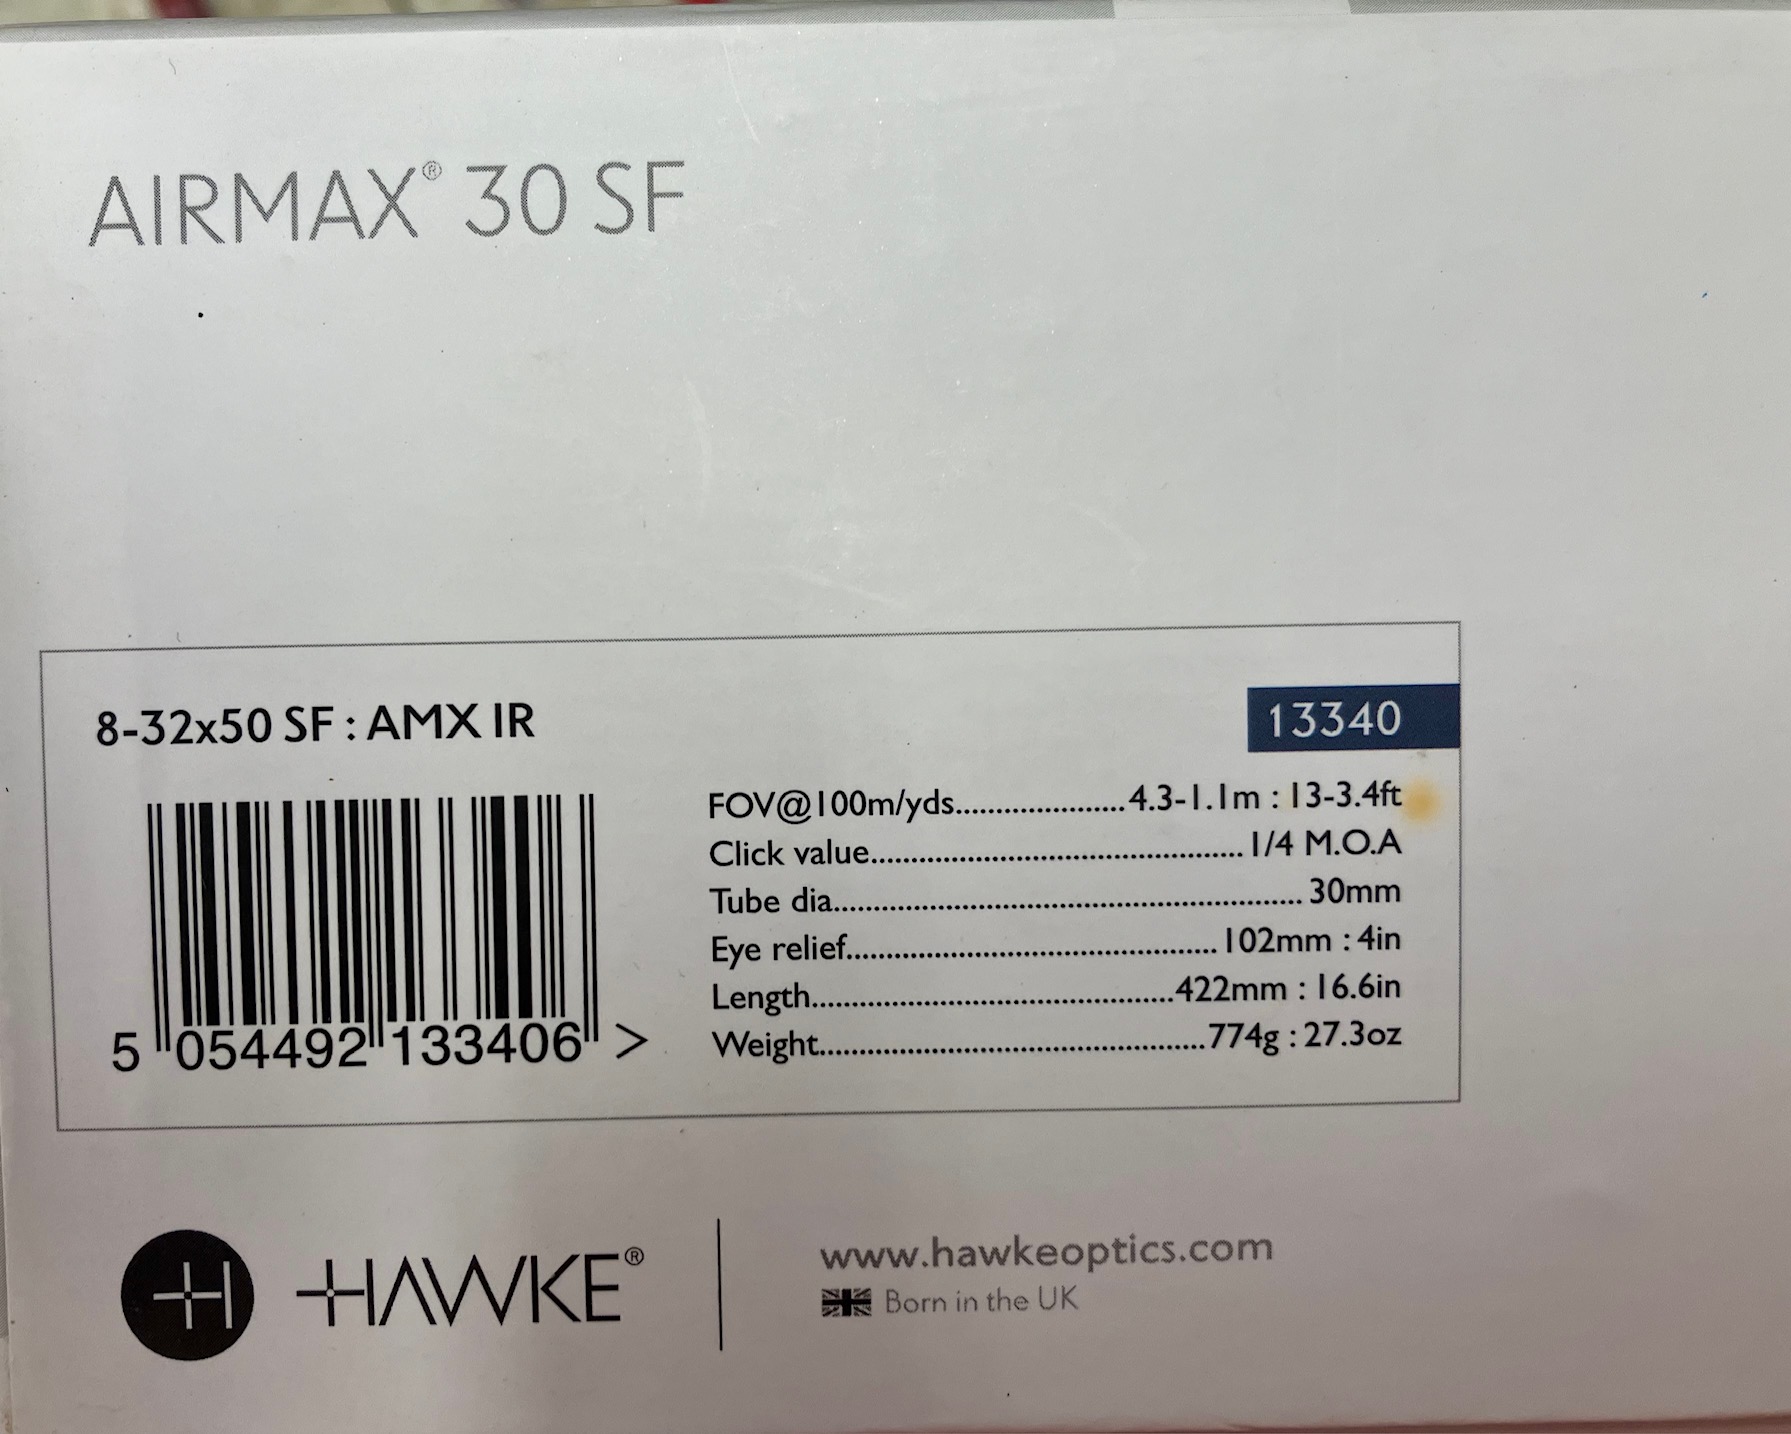 AIRMAX® 30 SF
8-32x50 SF : AMX IR
13340
FOV@100m/yds.....................4.3-1.1m : 13-3.4ft
Click value.............................................1/4 M.O.A
Tube dia......................................................... 30mm
Eye relief............................................. 102mm : 4in
Length............................................422mm : 16.6in
Weight...............................................774g : 27.3oz
5 054492 133406 >
H HAWKE®
www.hawkeoptics.com
Born in the UK